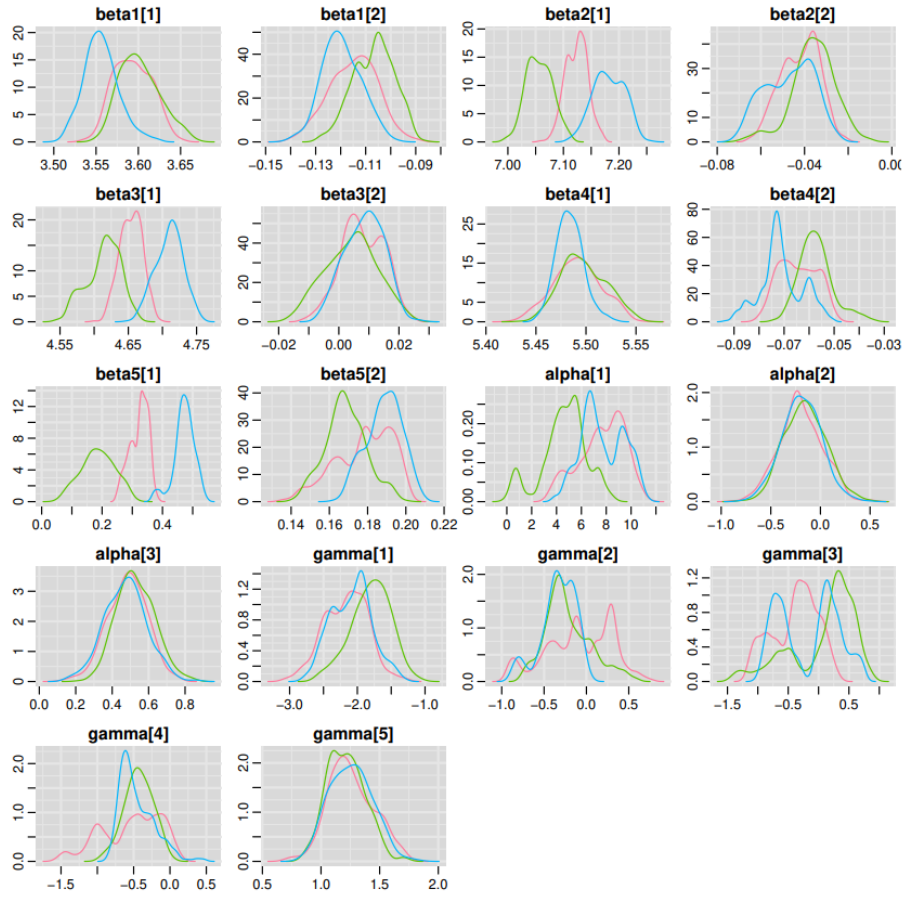 beta1[1] beta1[2] beta2[1] beta2[2]
20 15 10 5 0
50 30 10 0
20 15 10 5 0
30 10 0
3.50 3.55 3.60 3.65
−0.15 −0.13 −0.11 −0.09
7.00 7.10 7.20
−0.08 −0.04 0.00
beta3[1] beta3[2] beta4[1] beta4[2]
20 15 10 5 0
40 20 0
25 15 5 0
80 60 40 20 0
4.55 4.65 4.75
−0.02 0.00 0.02
5.40 5.45 5.50 5.55
−0.09 −0.07 −0.05 −0.03
beta5[1] beta5[2] alpha[1] alpha[2]
12 8 4 0
40 30 20 10 0
0.20 0.10 0.00
2.0 1.0 0.0
0.0 0.2 0.4
0.14 0.16 0.18 0.20 0.22
0 2 4 6 8 10
−1.0 −0.5 0.0 0.5
alpha[3] gamma[1] gamma[2] gamma[3]
3 2 1 0
1.2 0.8 0.4 0.0
2.0 1.0 0.0
1.2 0.8 0.4 0.0
0.0 0.2 0.4 0.6 0.8
−3.0 −2.0 −1.0
−1.0 −0.5 0.0 0.5
−1.5 −0.5 0.5
gamma[4] gamma[5]
2.0 1.0 0.0
2.0 1.0 0.0
−1.5 −0.5 0.0 0.5
0.5 1.0 1.5 2.0